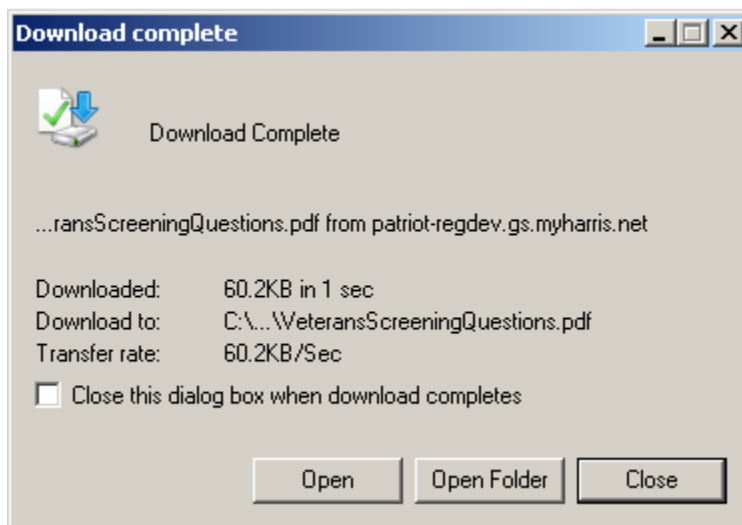 Download complete
Download Complete
...ransScreeningQuestions.pdf from patriot-regdev.gs.myharris.net
Downloaded: 60.2KB in 1 sec
Download to: C:\...\VeteransScreeningQuestions.pdf
Transfer rate: 60.2KB/Sec
Close this dialog box when download completes
Open Open Folder Close